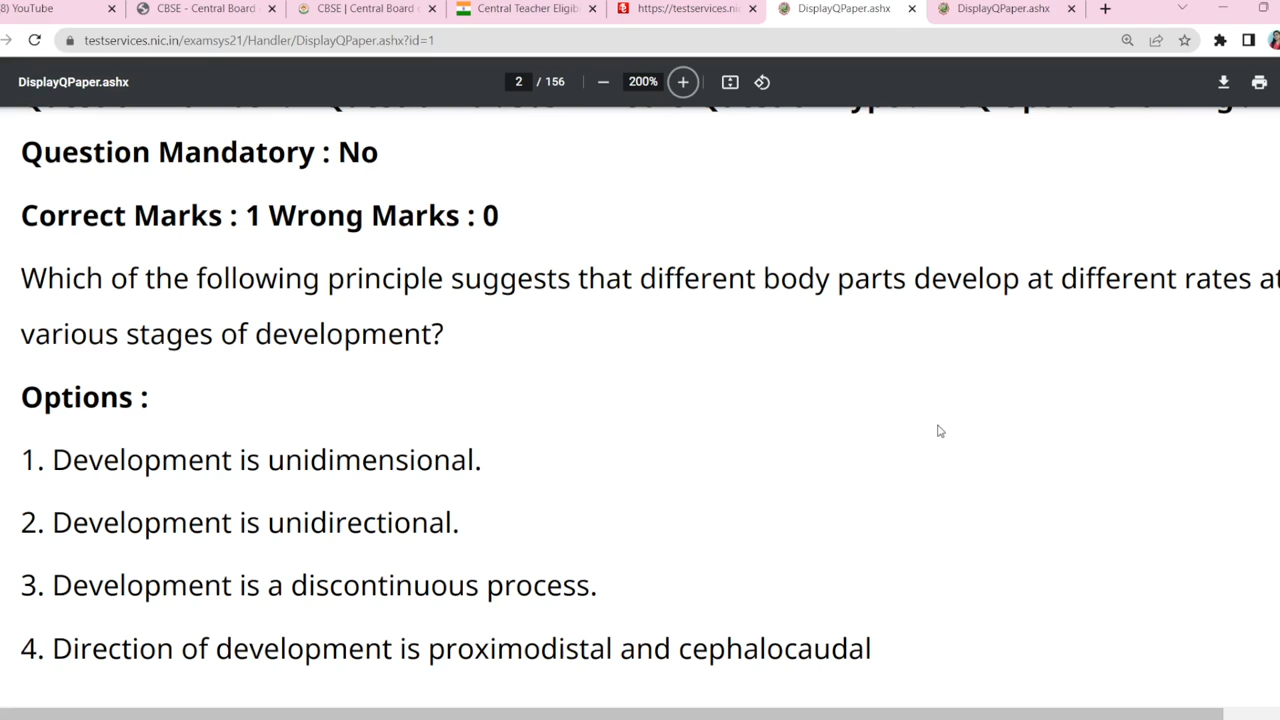 8) YouTube
CBSE - Central Board
CBSE | Central Board
Central Teacher Eligib
https://testservices.nic.in
DisplayQPaper.ashx
DisplayQPaper.ashx
testservices.nic.in/examsys21/Handler/DisplayQPaper.ashx?id=1
DisplayQPaper.ashx
2 / 156
200%
Question Mandatory : No
Correct Marks : 1 Wrong Marks : 0
Which of the following principle suggests that different body parts develop at different rates at
various stages of development?
Options :
1. Development is unidimensional.
2. Development is unidirectional.
3. Development is a discontinuous process.
4. Direction of development is proximodistal and cephalocaudal